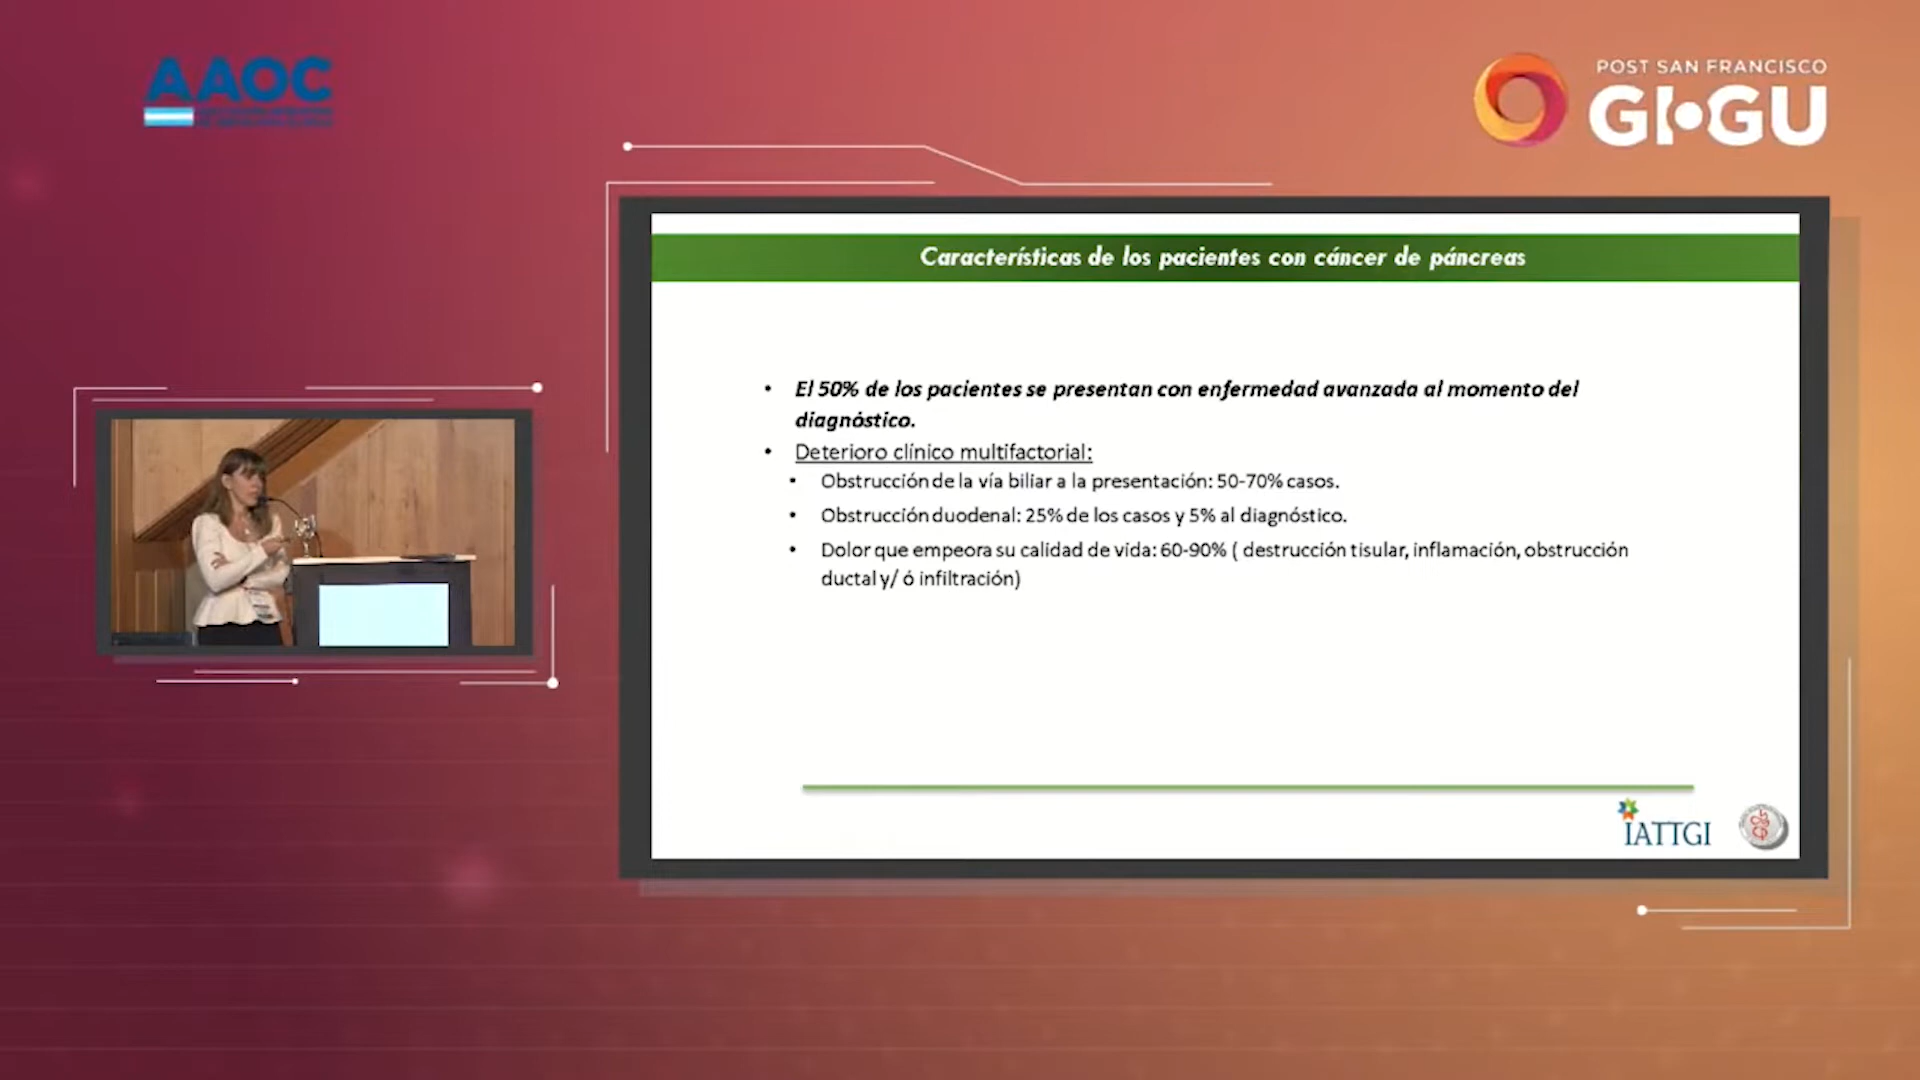 AAOC
POST SAN FRANCISCO
GI•GU
Características de los pacientes con cáncer de páncreas
• El 50% de los pacientes se presentan con enfermedad avanzada al momento del
diagnóstico.
• Deterioro clínico multifactorial:
• Obstrucción de la vía biliar a la presentación: 50-70% casos.
• Obstrucción duodenal: 25% de los casos y 5% al diagnóstico.
• Dolor que empeora su calidad de vida: 60-90% ( destrucción tisular, inflamación, obstrucción
ductal y/ ó infiltración)
IATTGI